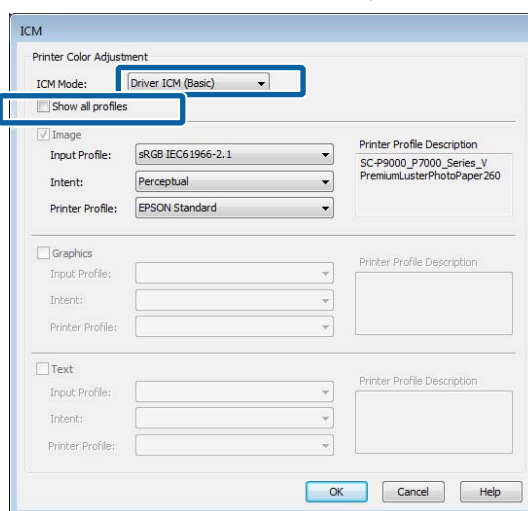 ICM
Printer Color Adjustment
ICM Mode: Driver ICM (Basic)
Show all profiles
Image
Input Profile: sRGB IEC61966-2.1
Intent: Perceptual
Printer Profile: EPSON Standard
Printer Profile Description
SC-P9000_P7000_Series_V
PremiumLusterPhotoPaper260
Graphics
Input Profile:
Intent:
Printer Profile:
Printer Profile Description
Text
Input Profile:
Intent:
Printer Profile:
Printer Profile Description
OK Cancel Help